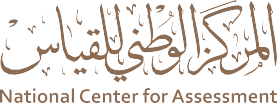 المركز الوطني للقياس
National Center for Assessment